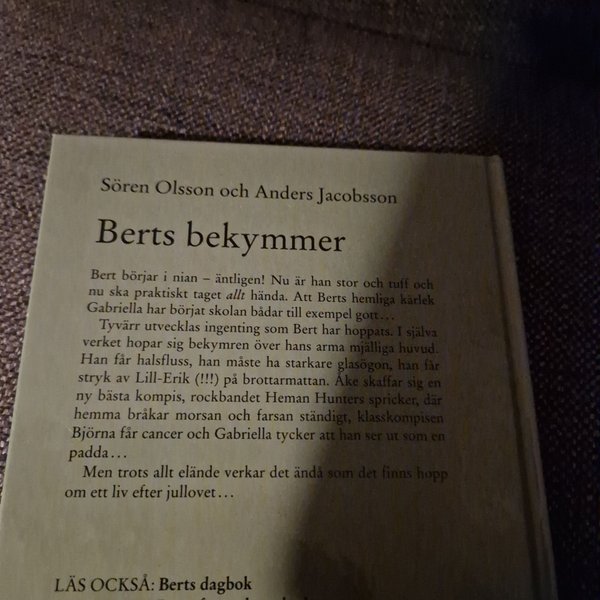 Sören Olsson och Anders Jacobsson
Berts bekymmer
Bert börjar i nian – äntligen! Nu är han stor och tuff och
nu ska praktiskt taget allt hända. Att Berts hemliga kärlek
Gabriella har börjat skolan bådar till exempel gott...
Tyvärr utvecklas ingenting som Bert har hoppats. I själva
verket hopar sig bekymren över hans arma mjälliga huvud.
Han får halsfluss, han måste ha starkare glasögon, han får
stryk av Lill-Erik (!!!) på brottarmattan. Åke skaffar sig en
ny bästa kompis, rockbandet Heman Hunters spricker, där
hemma bråkar morsan och farsan ständigt, klasskompisen
Björna får cancer och Gabriella tycker att han ser ut som en
padda...
Men trots allt elände verkar det ändå som det finns hopp
om ett liv efter jullovet...
LÄS OCKSÅ: Berts dagbok